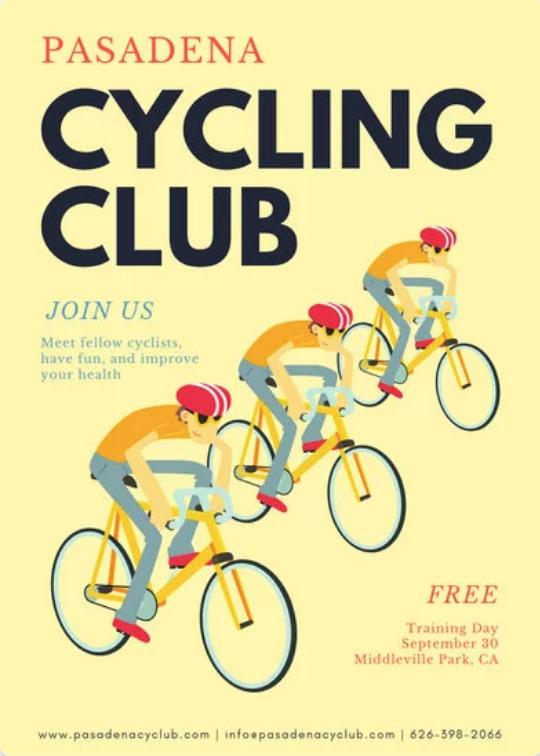 PASADENA
CYCLING
CLUB
JOIN US
Meet fellow cyclists,
have fun, and improve
your health
FREE
Training Day
September 30
Middleville Park, CA
www.pasadenacyclub.com | info@pasadenacyclub.com | 626-398-2066